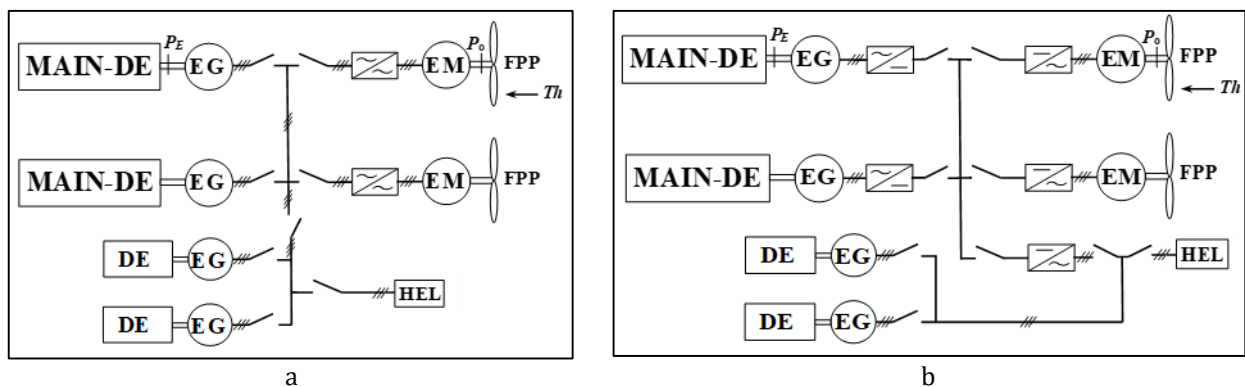 P_E P_0
MAIN-DE EG EM FPP
Th
MAIN-DE EG EM FPP
DE EG
HEL
DE EG
a
P_E P_0
MAIN-DE EG EM FPP
Th
MAIN-DE EG EM FPP
DE EG HEL
DE EG
b